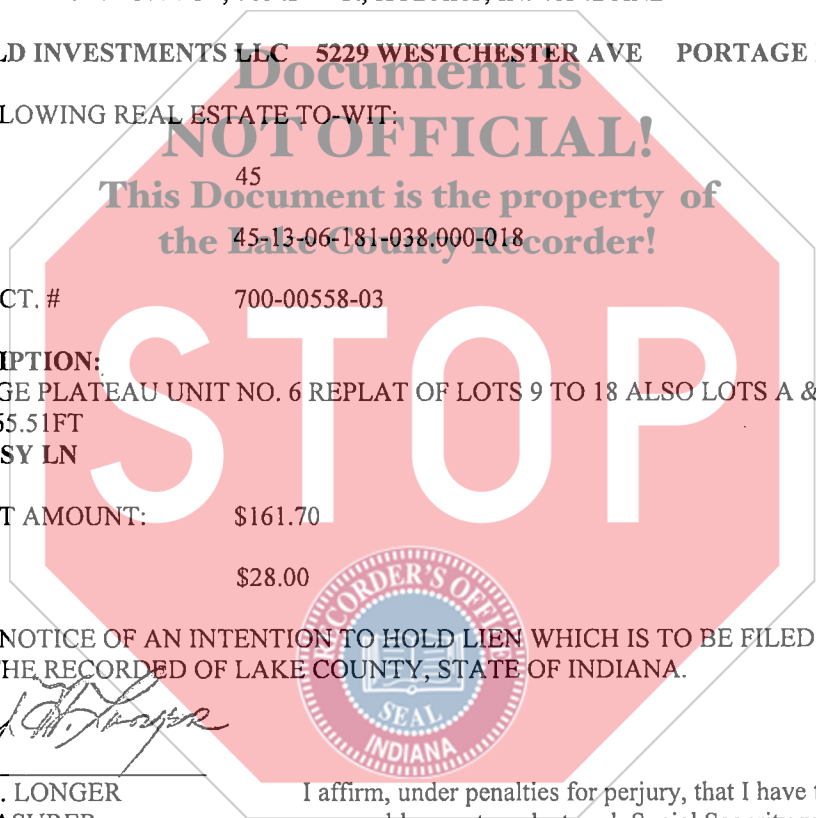 LD INVESTMENTS LLC 5229 WESTCHESTER AVE PORTAGE
Document is
LOWING REAL ESTATE TO-WIT:
NOT OFFICIAL!
45
This Document is the property of
45-13-06-181-038.000-018
the Lake County Recorder!
CT. # 700-00558-03
STOP
IPTION:
GE PLATEAU UNIT NO. 6 REPLAT OF LOTS 9 TO 18 ALSO LOTS A &
55.51FT
SY LN
T AMOUNT: $161.70
$28.00
RECORDER'S OFFICE
NOTICE OF AN INTENTION TO HOLD LIEN WHICH IS TO BE FILED
HE RECORDED OF LAKE COUNTY, STATE OF INDIANA.
SEAL
INDIANA
. LONGER I affirm, under penalties for perjury, that I have